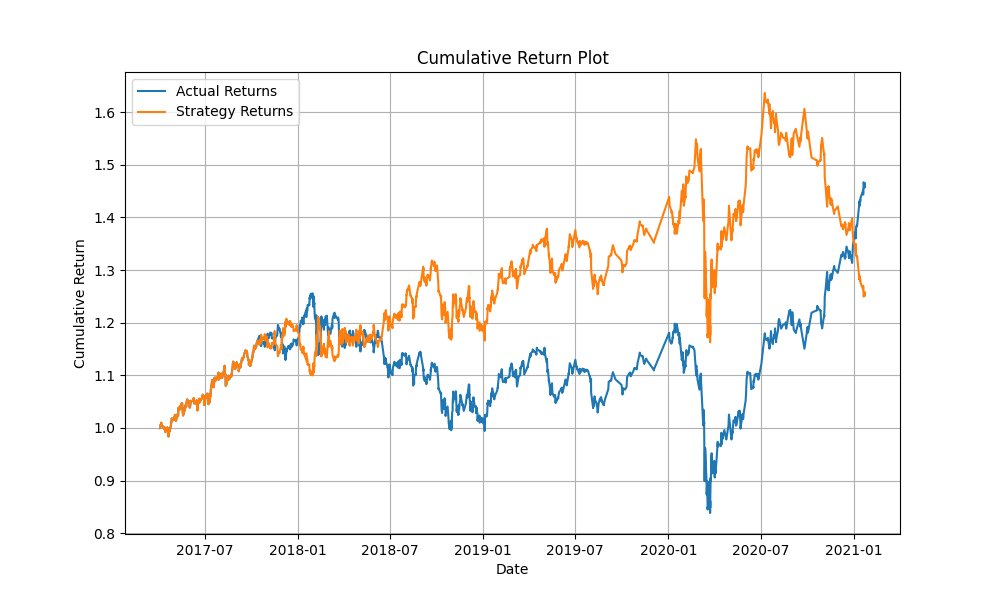 Cumulative Return Plot
Actual Returns
Strategy Returns
Cumulative Return
1.6
1.5
1.4
1.3
1.2
1.1
1.0
0.9
0.8
2017-07 2018-01 2018-07 2019-01 2019-07 2020-01 2020-07 2021-01
Date